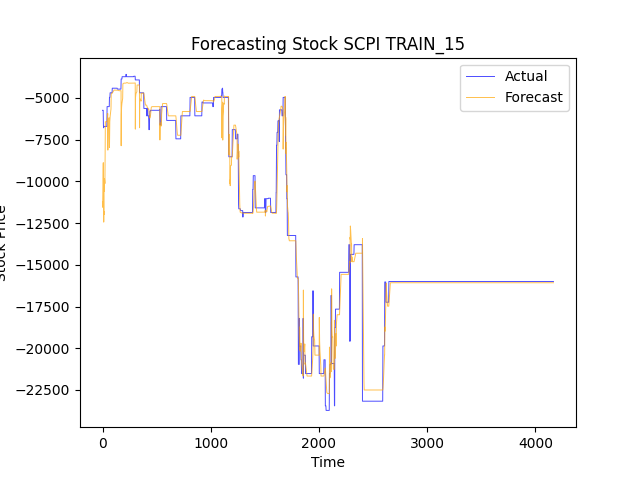 Forecasting Stock SCPI TRAIN_15
Actual
Forecast
−5000
−7500
−10000
−12500
−15000
−17500
−20000
−22500
Stock Price
0 1000 2000 3000 4000
Time